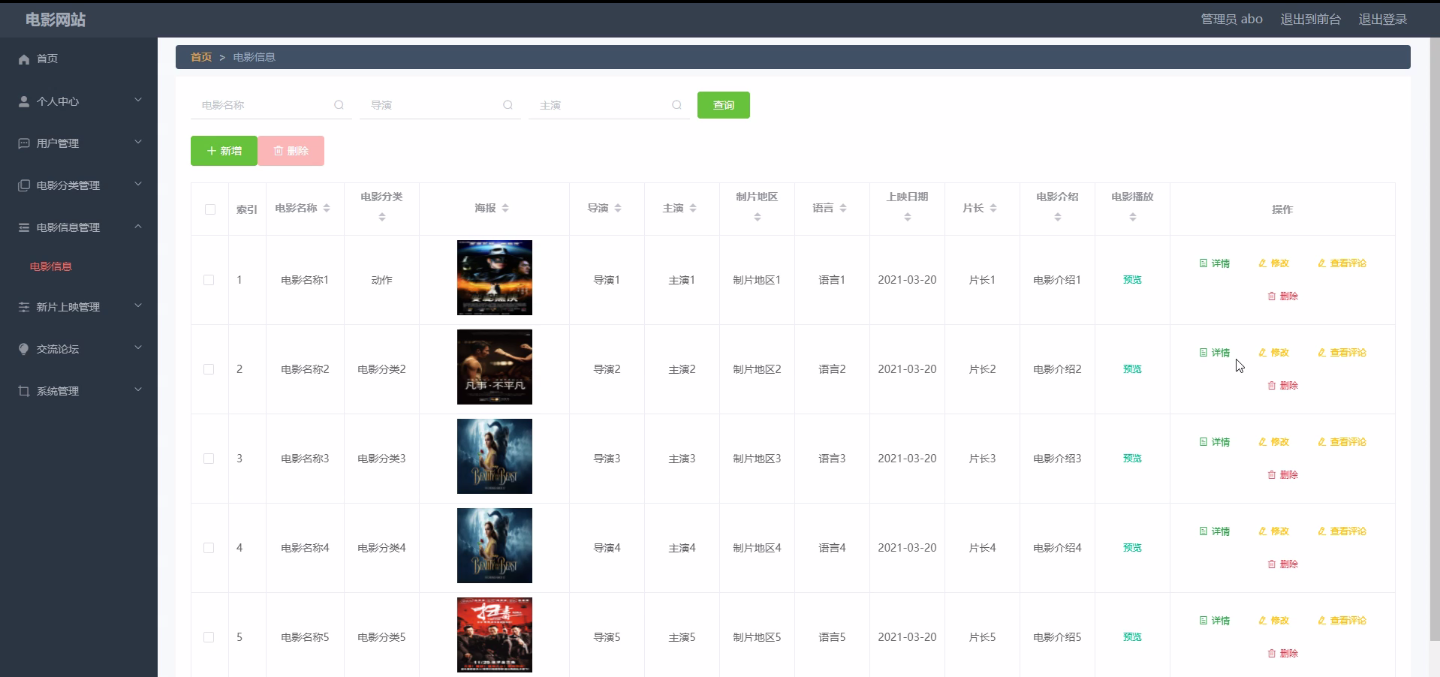 电影网站
管理员 abo 退出到前台 退出登录
首页
个人中心
用户管理
电影分类管理
电影信息管理
电影信息
新片上映管理
交流论坛
系统管理
首页 > 电影信息
电影名称 导演 主演 查询
+ 新增 删除
索引 电影名称 电影分类 海报 导演 主演 制片地区 语言 上映日期 片长 电影介绍 电影播放 操作
1 电影名称1 动作 导演1 主演1 制片地区1 语言1 2021-03-20 片长1 电影介绍1 预览 详情 修改 查看评论
删除
2 电影名称2 电影分类2 导演2 主演2 制片地区2 语言2 2021-03-20 片长2 电影介绍2 预览 详情 修改 查看评论
凡事·不平凡
删除
3 电影名称3 电影分类3 导演3 主演3 制片地区3 语言3 2021-03-20 片长3 电影介绍3 预览 详情 修改 查看评论
BEAUTY AND THE BEAST
删除
4 电影名称4 电影分类4 导演4 主演4 制片地区4 语言4 2021-03-20 片长4 电影介绍4 预览 详情 修改 查看评论
BEAUTY AND THE BEAST
删除
扫毒
5 电影名称5 电影分类5 导演5 主演5 制片地区5 语言5 2021-03-20 片长5 电影介绍5 预览 详情 修改 查看评论
删除